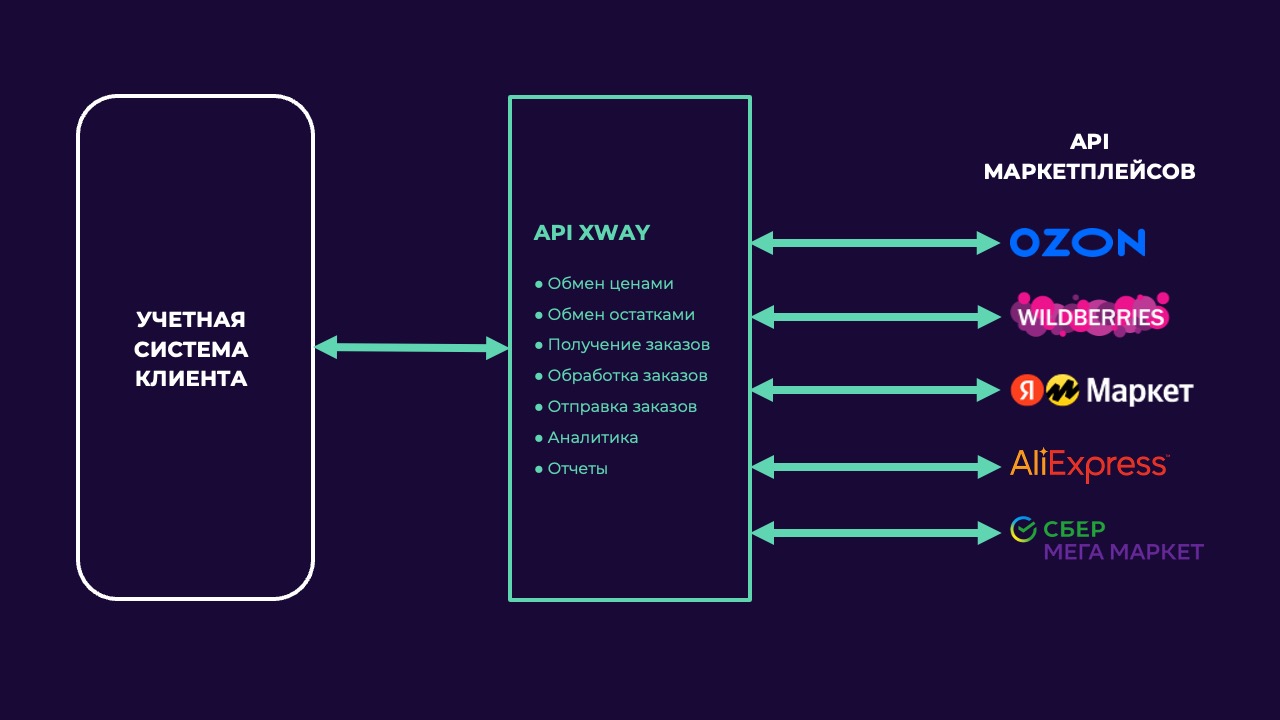 УЧЕТНАЯ
СИСТЕМА
КЛИЕНТА
API XWAY
● Обмен ценами
● Обмен остатками
● Получение заказов
● Обработка заказов
● Отправка заказов
● Аналитика
● Отчеты
API
МАРКЕТПЛЕЙСОВ
OZON
WILDBERRIES
Я М Маркет
AliExpress™
СБЕР
МЕГА МАРКЕТ